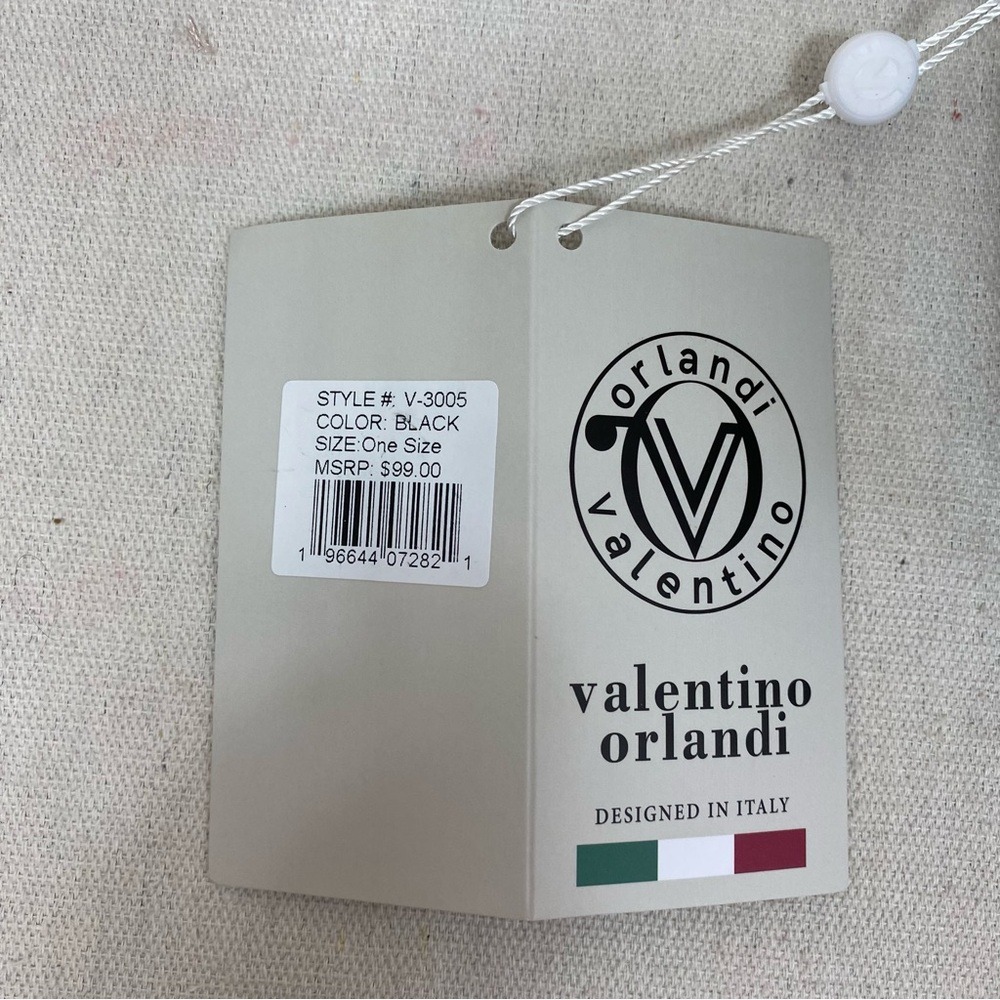 STYLE #: V-3005
COLOR: BLACK
SIZE:One Size
MSRP: $99.00
1 96644 07282 1
orlandi
V
valentino
valentino
orlandi
DESIGNED IN ITALY